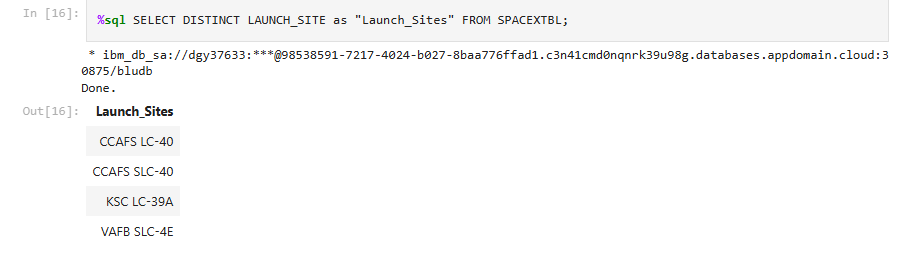 In [16]: %sql SELECT DISTINCT LAUNCH_SITE as "Launch_Sites" FROM SPACEXTBL;
* ibm_db_sa://dgy37633:***@98538591-7217-4024-b027-8baa776ffad1.c3n41cmd0nqnrk39u98g.databases.appdomain.cloud:3
0875/bludb
Done.
Out[16]: Launch_Sites
CCAFS LC-40
CCAFS SLC-40
KSC LC-39A
VAFB SLC-4E